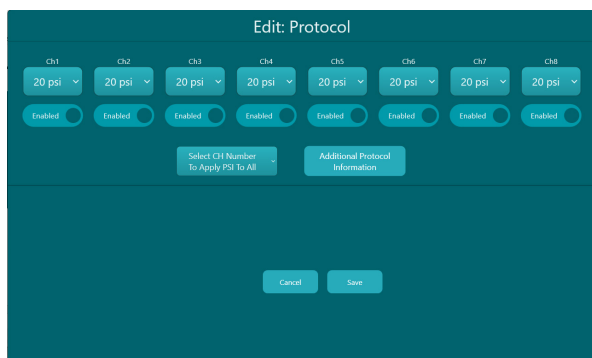 Edit: Protocol
Ch1 Ch2 Ch3 Ch4 Ch5 Ch6 Ch7 Ch8
20 psi 20 psi 20 psi 20 psi 20 psi 20 psi 20 psi 20 psi
Enabled Enabled Enabled Enabled Enabled Enabled Enabled Enabled
Select CH Number
To Apply PSI To All
Additional Protocol
Information
Cancel Save